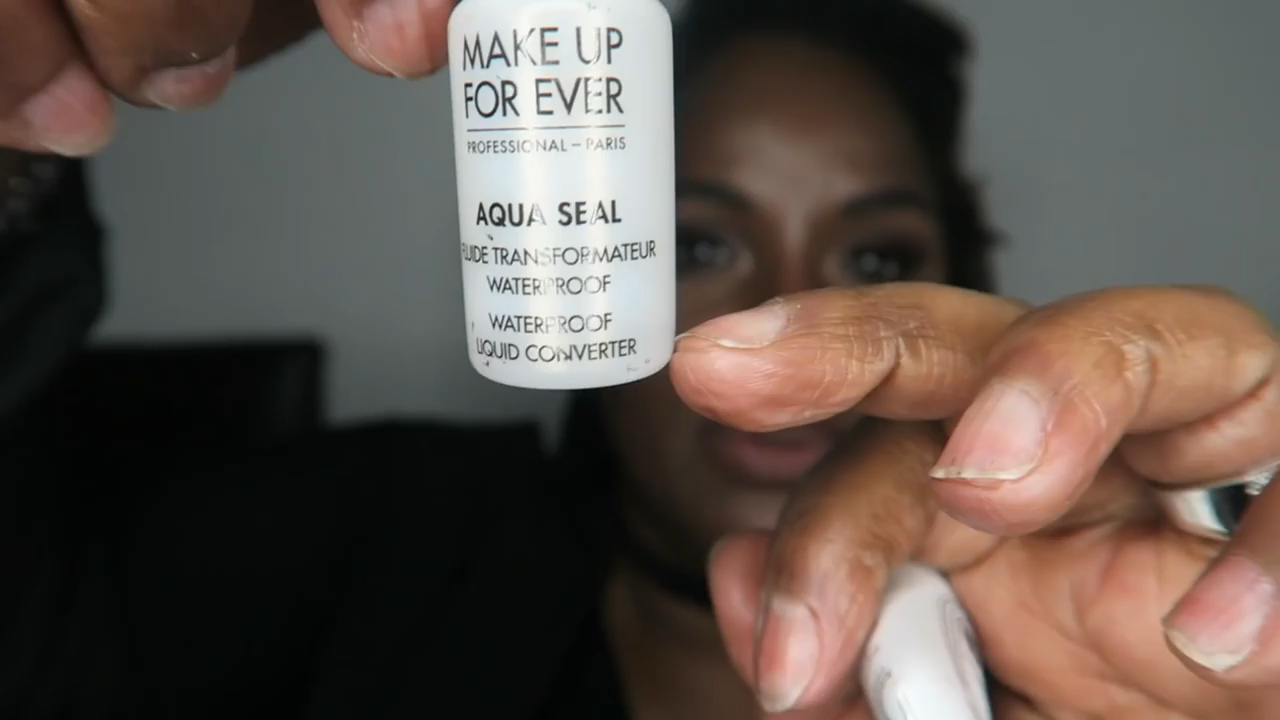 MAKE UP
FOR EVER
PROFESSIONAL – PARIS
AQUA SEAL
FLUIDE TRANSFORMATEUR
WATERPROOF
WATERPROOF
LIQUID CONVERTER